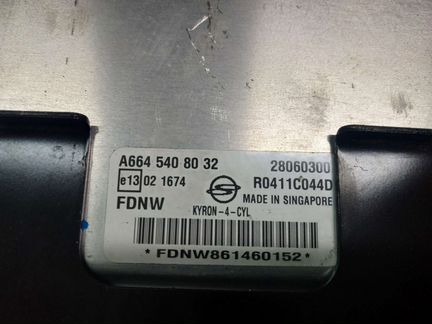 A664 540 80 32 28060300
e13 02 1674 R0411C044D
FDNW MADE IN SINGAPORE
KYRON-4-CYL
* FDNW861460152 *